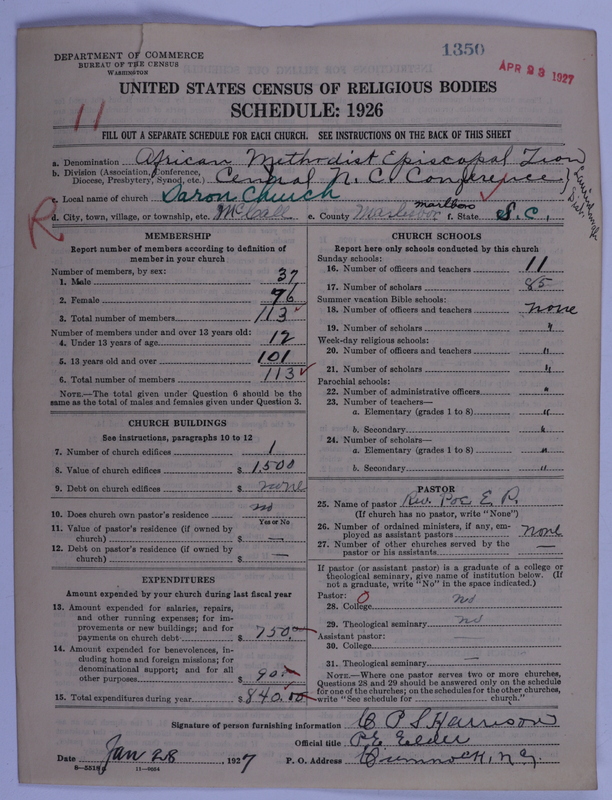 DEPARTMENT OF COMMERCE
BUREAU OF THE CENSUS
WASHINGTON
1350
APR 23 1927
UNITED STATES CENSUS OF RELIGIOUS BODIES
SCHEDULE: 1926
11
FILL OUT A SEPARATE SCHEDULE FOR EACH CHURCH. SEE INSTRUCTIONS ON THE BACK OF THIS SHEET
a. Denomination African Methodist Episcopal Zion
b. Division (Association, Conference, Diocese, Presbytery, Synod, etc.) Central N. C. Conference
Dist.
c. Local name of church Saron Church
R
d. City, town, village, or township, etc. McCall e. County Marlboro f. State S. C.
MEMBERSHIP
Report number of members according to definition of
member in your church
Number of members, by sex:
1. Male 37
2. Female 76
3. Total number of members 113
Number of members under and over 13 years old:
4. Under 13 years of age 12
5. 13 years old and over 101
6. Total number of members 113
NOTE.—The total given under Question 6 should be
same as the total of males and females given under Question 3.
CHURCH BUILDINGS
See instructions, paragraphs 10 to 12
7. Number of church edifices 1
8. Value of church edifices $ 1,500
9. Debt on church edifices $ none
10. Does church own pastor's residence no
Yes or No
11. Value of pastor's residence (if owned by
church) $ —
12. Debt on pastor's residence (if owned by
church) $ —
EXPENDITURES
Amount expended by your church during last fiscal year
13. Amount expended for salaries, repairs,
and other running expenses; for im-
provements or new buildings; and for
payments on church debt $ 750.
14. Amount expended for benevolences, in-
cluding home and foreign missions; for
denominational support; and for all
other purposes $ 90
15. Total expenditures during year $ 840.00
CHURCH SCHOOLS
Report here only schools conducted by this church
Sunday schools:
16. Number of officers and teachers 11
17. Number of scholars 85
Summer vacation Bible schools:
18. Number of officers and teachers none
19. Number of scholars "
Week-day religious schools:
20. Number of officers and teachers "
21. Number of scholars "
Parochial schools:
22. Number of administrative officers "
23. Number of teachers—
a. Elementary (grades 1 to 8) "
b. Secondary "
24. Number of scholars—
a. Elementary (grades 1 to 8) "
b. Secondary "
PASTOR
25. Name of pastor Rev. Poe E. P.
(If church has no pastor, write "None")
26. Number of ordained ministers, if any, em-
ployed as assistant pastors none
27. Number of other churches served by the
pastor or his assistants —
If pastor (or assistant pastor) is a graduate of a college or
theological seminary, give name of institution below. (If
not a graduate, write "No" in the space indicated.)
Pastor: 0
28. College no
29. Theological seminary no
Assistant pastor:
30. College —
31. Theological seminary —
NOTE.—Where one pastor serves two or more churches,
Questions 28 and 29 should be answered only on the schedule
for one of the churches; on the schedules for the other churches,
write "See schedule for church."
Signature of person furnishing information C. P. S. Harrison
Official title P. E. Elder
Date Jan 28 1927 P. O. Address Cumnock, N.C.
8—5518 11—9604